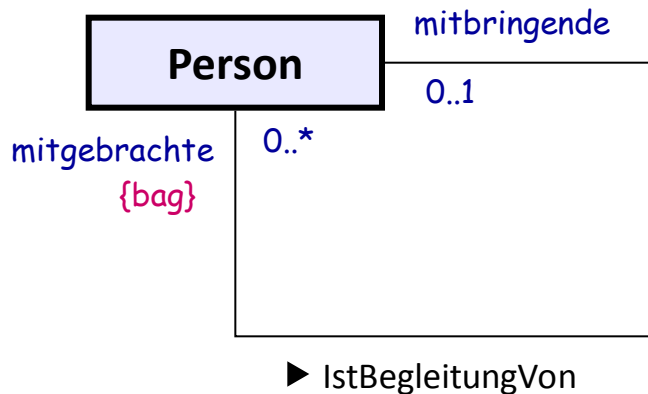 mitbringende
Person
0..1
mitgebrachte
0..*
{bag}
▶ IstBegleitungVon